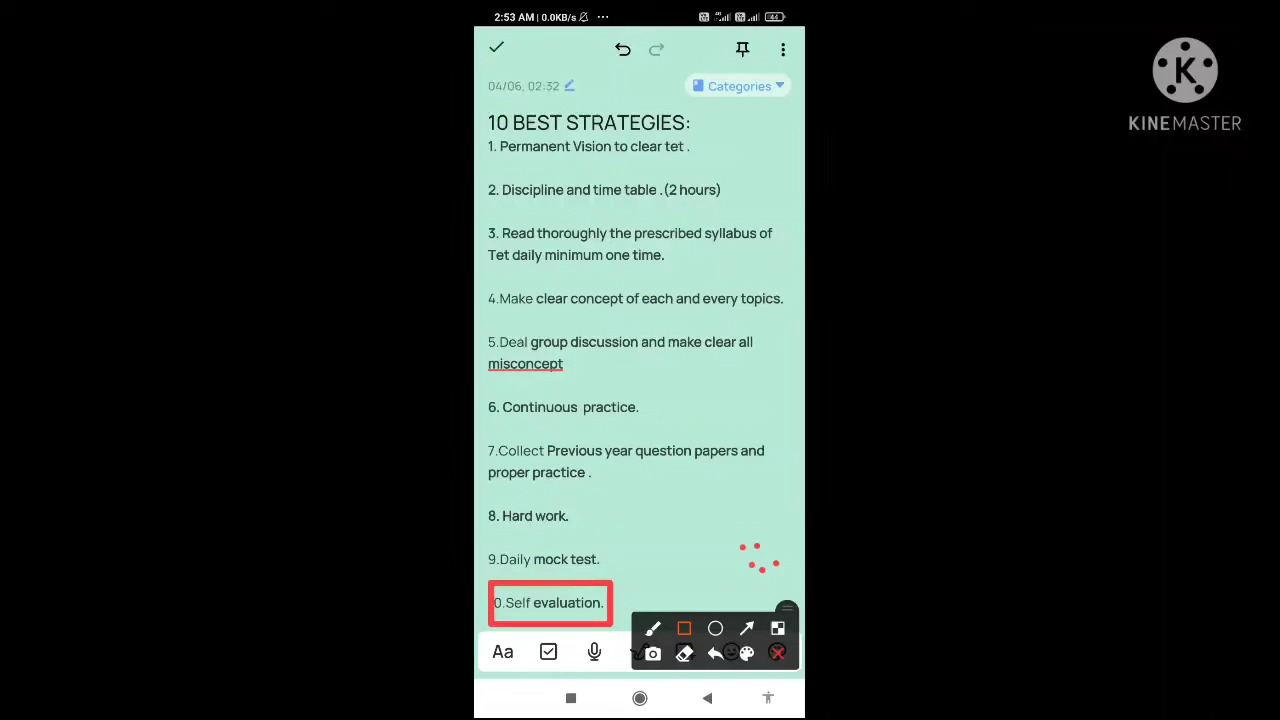 2:53 AM | 0.0KB/s ...
44
04/06, 02:32
Categories
K
KINEMASTER
10 BEST STRATEGIES:
1. Permanent Vision to clear tet .
2. Discipline and time table .(2 hours)
3. Read thoroughly the prescribed syllabus of
Tet daily minimum one time.
4.Make clear concept of each and every topics.
5.Deal group discussion and make clear all
misconcept
6. Continuous practice.
7.Collect Previous year question papers and
proper practice .
8. Hard work.
9.Daily mock test.
0.Self evaluation.
Aa